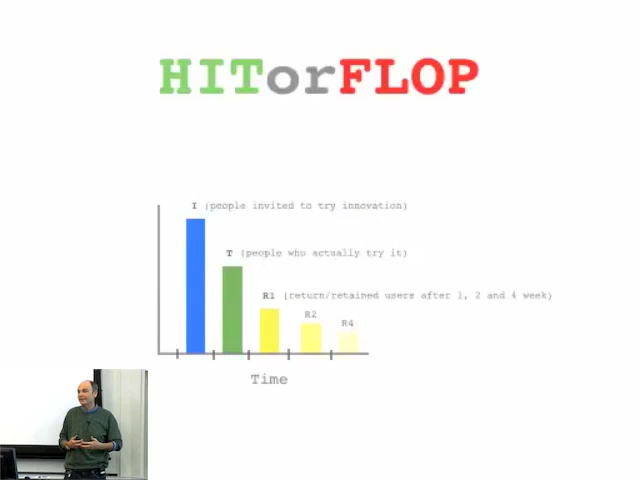 HITorFLOP
I (people invited to try innovation)
T (people who actually try it)
R1 (return/retained users after 1, 2 and 4 week)
R2
R4
Time